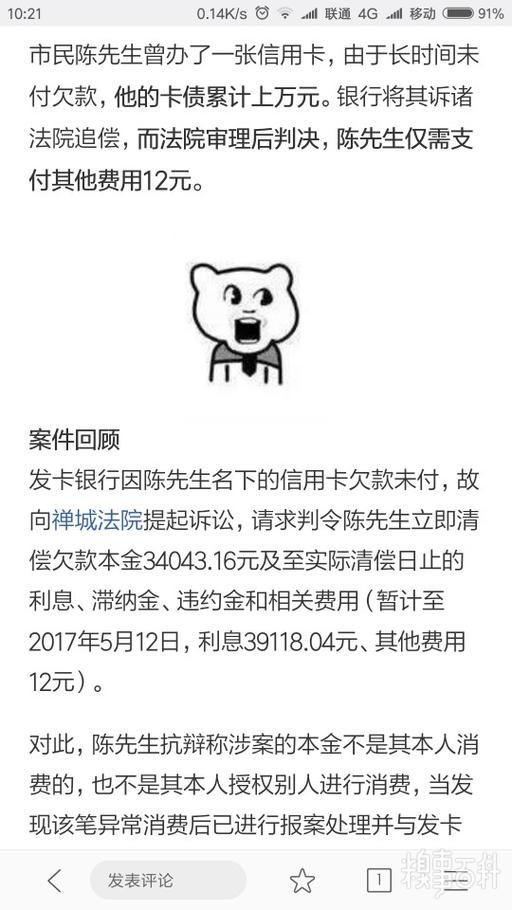 10:21 0.14K/s 联通 4G 移动 91%
市民陈先生曾办了一张信用卡，由于长时间未
付欠款，他的卡债累计上万元。银行将其诉诸
法院追偿，而法院审理后判决，陈先生仅需支
付其他费用12元。
案件回顾
发卡银行因陈先生名下的信用卡欠款未付，故
向禅城法院提起诉讼，请求判令陈先生立即清
偿欠款本金34043.16元及至实际清偿日止的
利息、滞纳金、违约金和相关费用（暂计至
2017年5月12日，利息39118.04元、其他费用
12元）。
对此，陈先生抗辩称涉案的本金不是其本人消
费的，也不是其本人授权别人进行消费，当发
现该笔异常消费后已进行报案处理并与发卡
发表评论
1
糗事百科